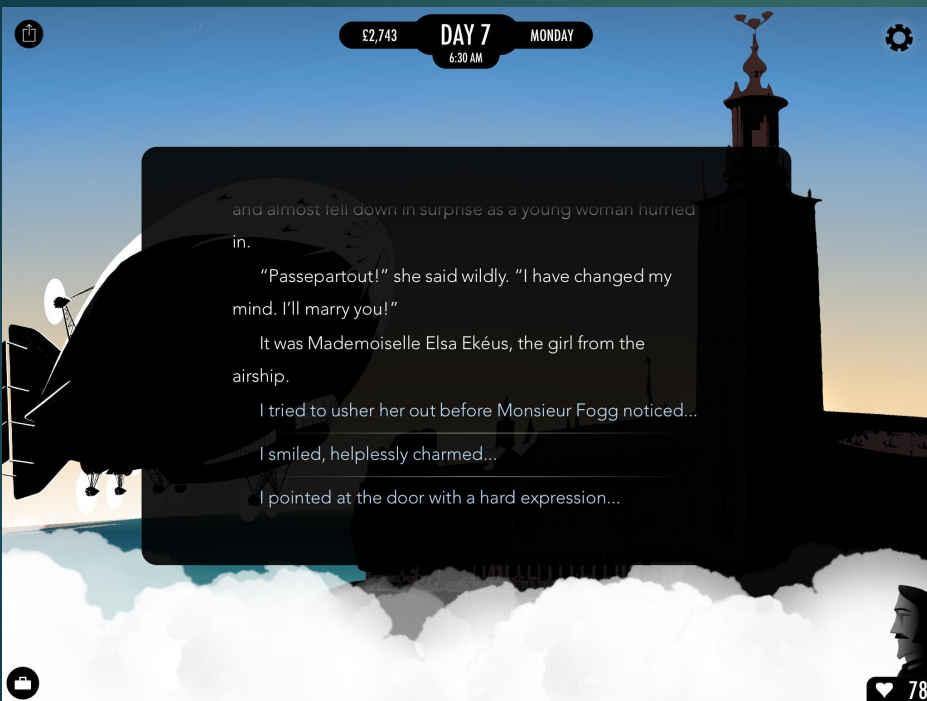 £2,743
DAY 7
MONDAY
6:30 AM
and almost fell down in surprise as a young woman hurried
in.
“Passepartout!” she said wildly. “I have changed my
mind. I’ll marry you!”
It was Mademoiselle Elsa Ekéus, the girl from the
airship.
I tried to usher her out before Monsieur Fogg noticed...
I smiled, helplessly charmed...
I pointed at the door with a hard expression...
78